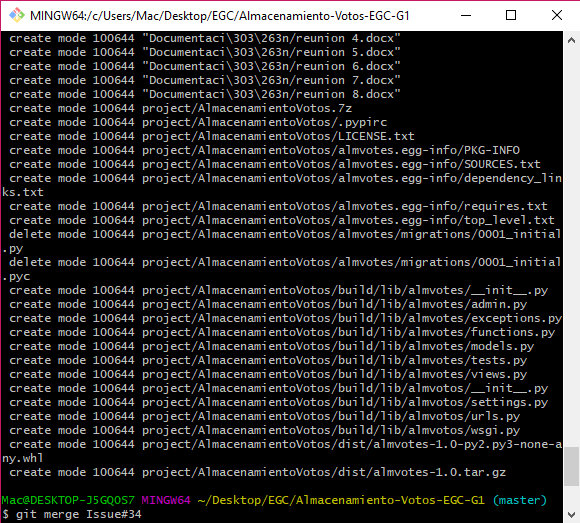 MINGW64:/c/Users/Mac/Desktop/EGC/Almacenamiento-Votos-EGC-G1
create mode 100644 "Documentaci\303\263n/reunion 4.docx"
create mode 100644 "Documentaci\303\263n/reunion 5.docx"
create mode 100644 "Documentaci\303\263n/reunion 6.docx"
create mode 100644 "Documentaci\303\263n/reunion 7.docx"
create mode 100644 "Documentaci\303\263n/reunion 8.docx"
create mode 100644 project/AlmacenamientoVotos.7z
create mode 100644 project/AlmacenamientoVotos/.pypirc
create mode 100644 project/AlmacenamientoVotos/LICENSE.txt
create mode 100644 project/AlmacenamientoVotos/almvotes.egg-info/PKG-INFO
create mode 100644 project/AlmacenamientoVotos/almvotes.egg-info/SOURCES.txt
create mode 100644 project/AlmacenamientoVotos/almvotes.egg-info/dependency_lin
ks.txt
create mode 100644 project/AlmacenamientoVotos/almvotes.egg-info/requires.txt
create mode 100644 project/AlmacenamientoVotos/almvotes.egg-info/top_level.txt
delete mode 100644 project/AlmacenamientoVotos/almvotes/migrations/0001_initial
.py
delete mode 100644 project/AlmacenamientoVotos/almvotes/migrations/0001_initial
.pyc
create mode 100644 project/AlmacenamientoVotos/build/lib/almvotes/__init__.py
create mode 100644 project/AlmacenamientoVotos/build/lib/almvotes/admin.py
create mode 100644 project/AlmacenamientoVotos/build/lib/almvotes/exceptions.py
create mode 100644 project/AlmacenamientoVotos/build/lib/almvotes/functions.py
create mode 100644 project/AlmacenamientoVotos/build/lib/almvotes/models.py
create mode 100644 project/AlmacenamientoVotos/build/lib/almvotes/tests.py
create mode 100644 project/AlmacenamientoVotos/build/lib/almvotes/views.py
create mode 100644 project/AlmacenamientoVotos/build/lib/votos/__init__.py
create mode 100644 project/AlmacenamientoVotos/build/lib/votos/settings.py
create mode 100644 project/AlmacenamientoVotos/build/lib/votos/urls.py
create mode 100644 project/AlmacenamientoVotos/build/lib/votos/wsgi.py
create mode 100644 project/AlmacenamientoVotos/dist/almvotes-1.0-py2.py3-none-a
ny.whl
create mode 100644 project/AlmacenamientoVotos/dist/almvotes-1.0.tar.gz
Mac@DESKTOP-J5GQOS7 MINGW64 ~/Desktop/EGC/Almacenamiento-Votos-EGC-G1 (master)
$ git merge Issue#34